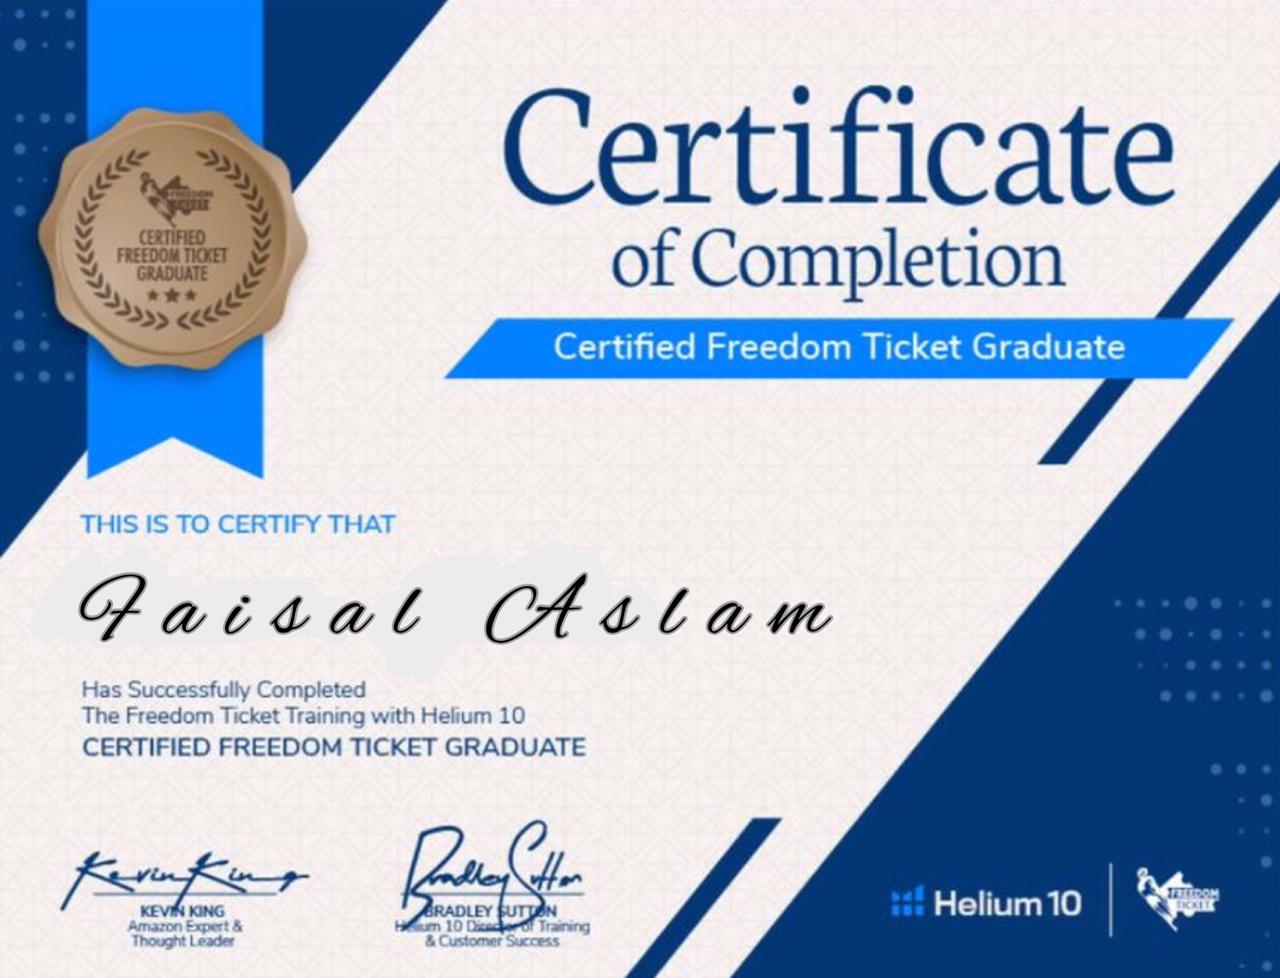 FREEDOM
TICKET
CERTIFIED
FREEDOM TICKET
GRADUATE
Certificate
of Completion
Certified Freedom Ticket Graduate
THIS IS TO CERTIFY THAT
Faisal Aslam
Has Successfully Completed
The Freedom Ticket Training with Helium 10
CERTIFIED FREEDOM TICKET GRADUATE
Kevin King
KEVIN KING
Amazon Expert &
Thought Leader
Bradley Sutton
BRADLEY SUTTON
Helium 10 Director of Training
& Customer Success
Helium 10
FREEDOM
TICKET